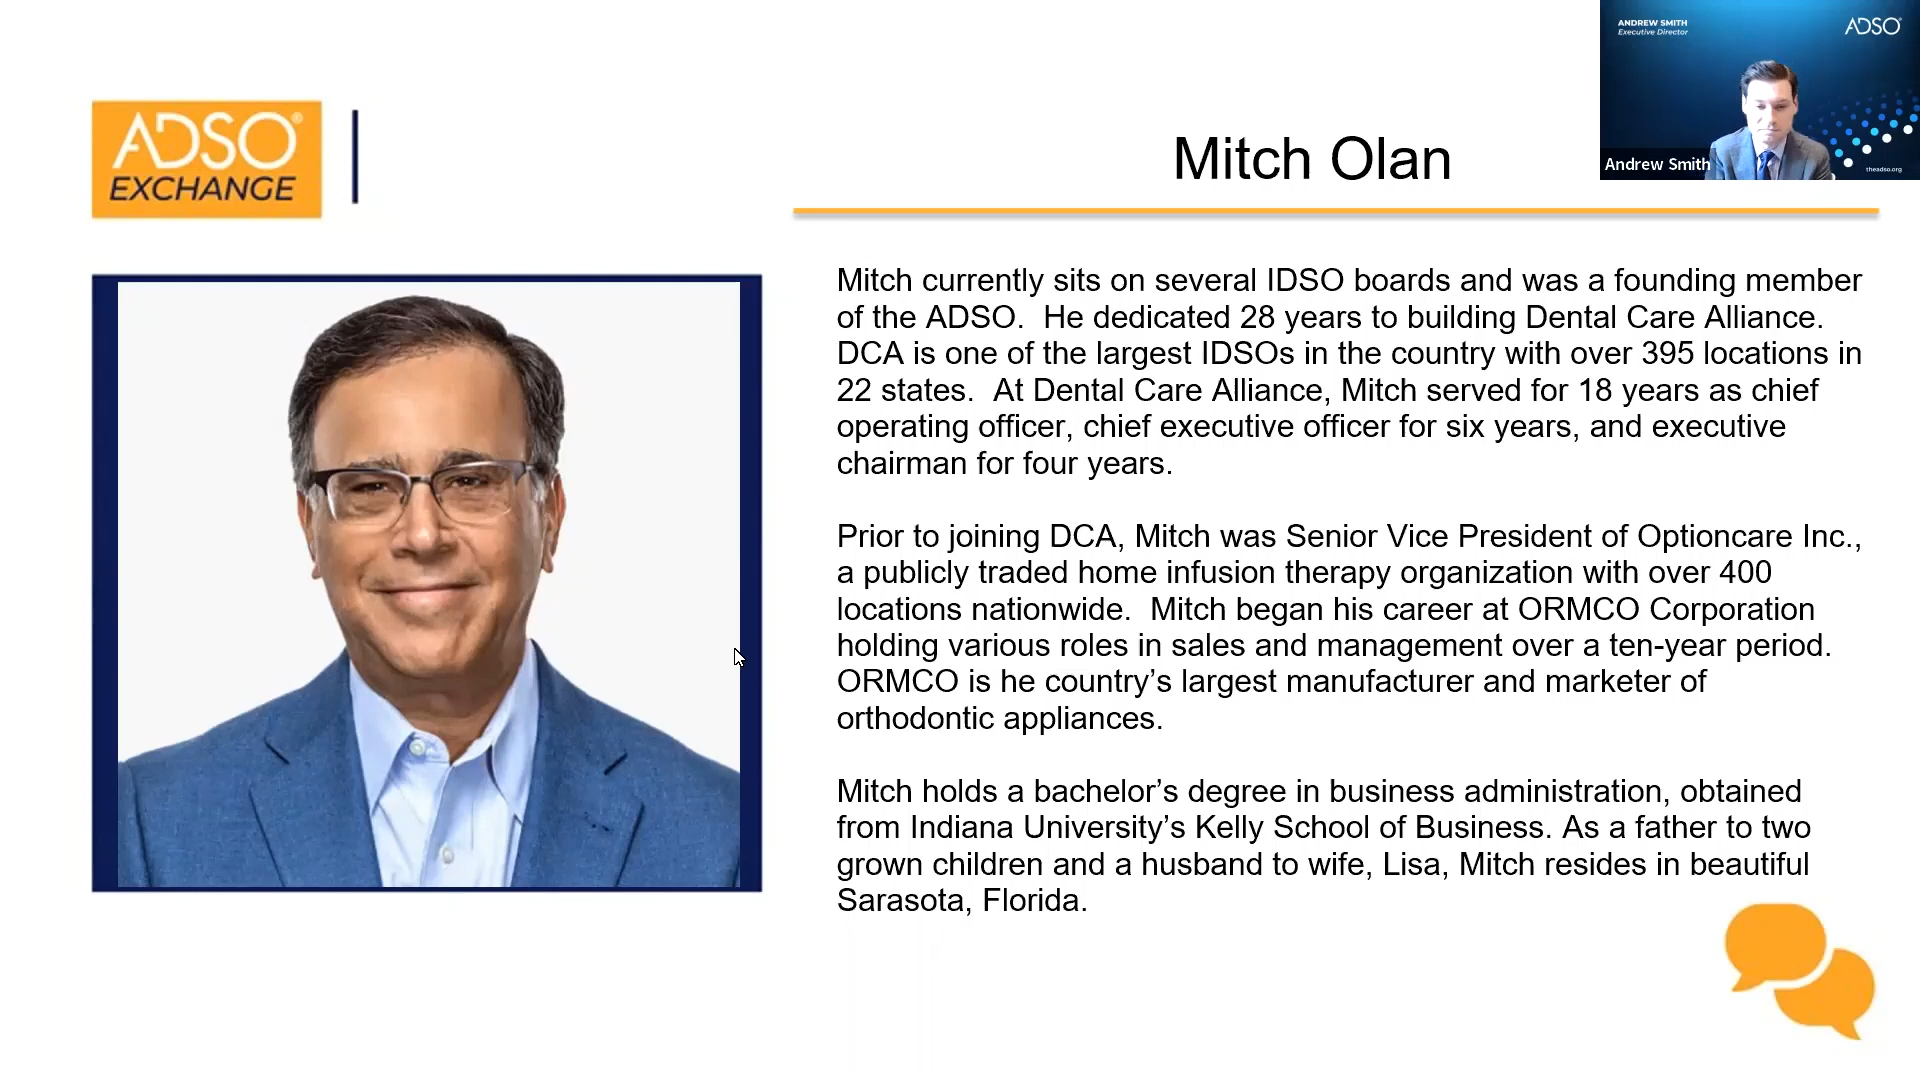 ANDREW SMITH
Executive Director
ADSO
Andrew Smith
theadso.org
ADSO®
EXCHANGE
Mitch Olan
Mitch currently sits on several IDSO boards and was a founding member
of the ADSO.  He dedicated 28 years to building Dental Care Alliance.
DCA is one of the largest IDSOs in the country with over 395 locations in
22 states.  At Dental Care Alliance, Mitch served for 18 years as chief
operating officer, chief executive officer for six years, and executive
chairman for four years.
Prior to joining DCA, Mitch was Senior Vice President of Optioncare Inc.,
a publicly traded home infusion therapy organization with over 400
locations nationwide.  Mitch began his career at ORMCO Corporation
holding various roles in sales and management over a ten-year period.
ORMCO is he country’s largest manufacturer and marketer of
orthodontic appliances.
Mitch holds a bachelor’s degree in business administration, obtained
from Indiana University’s Kelly School of Business. As a father to two
grown children and a husband to wife, Lisa, Mitch resides in beautiful
Sarasota, Florida.